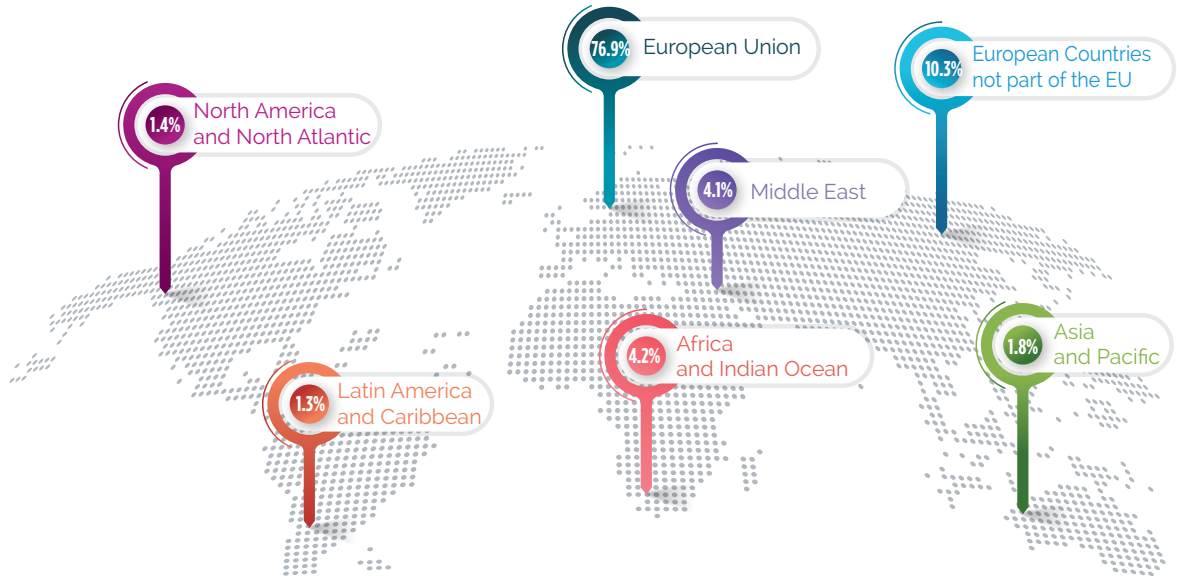 76.9%
European Union
10.3%
European Countries
not part of the EU
1.4%
North America
and North Atlantic
4.1%
Middle East
4.2%
Africa
and Indian Ocean
1.8%
Asia
and Pacific
1.3%
Latin America
and Caribbean